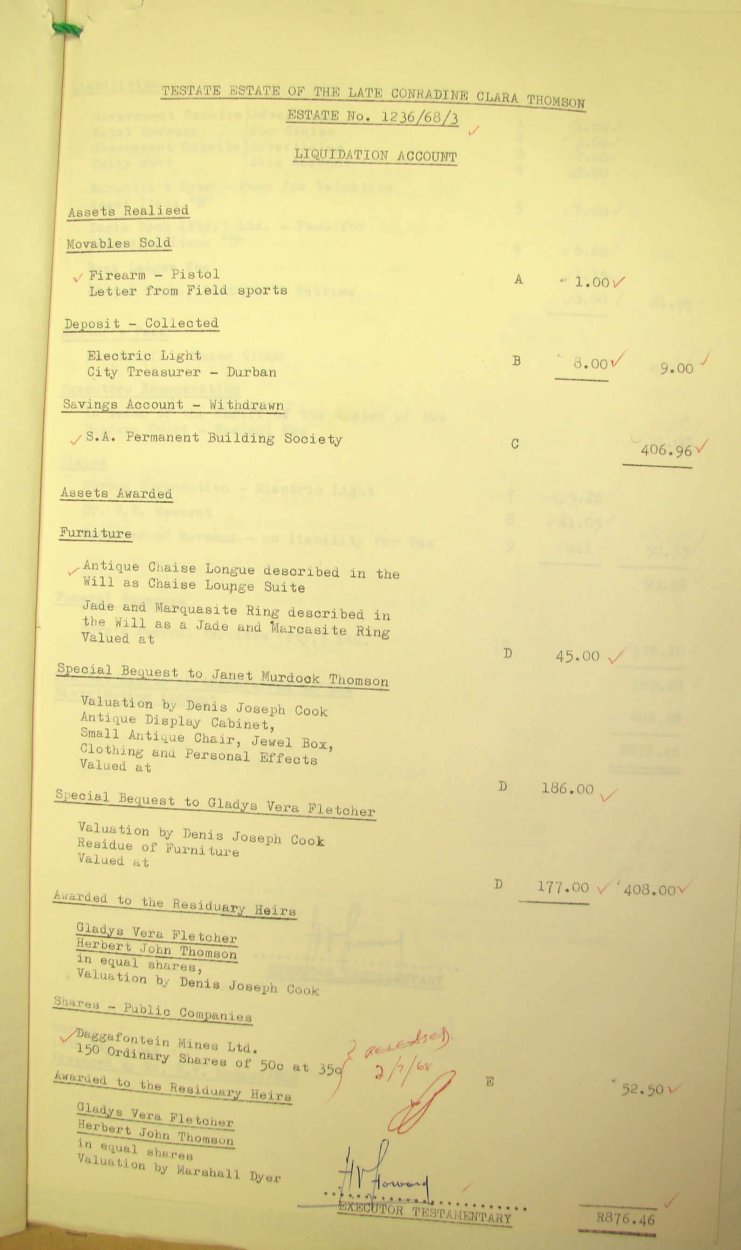 TESTATE ESTATE OF THE LATE CONRADINE CLARA THOMSON
ESTATE No. 1236/68/3
LIQUIDATION ACCOUNT
Assets Realised
Movables Sold
Firearm - Pistol
Letter from Field sports A 1.00
Deposit - Collected
Electric Light
City Treasurer - Durban B 8.00 9.00
Savings Account - Withdrawn
S.A. Permanent Building Society C 406.96
Assets Awarded
Furniture
Antique Chaise Longue described in the
Will as Chaise Lounge Suite
Jade and Marquasite Ring described in
the Will as a Jade and Marcasite Ring
Valued at D 45.00
Special Bequest to Janet Murdock Thomson
Valuation by Denis Joseph Cook
Antique Display Cabinet,
Small Antique Chair, Jewel Box,
Clothing and Personal Effects
Valued at D 186.00
Special Bequest to Gladys Vera Fletcher
Valuation by Denis Joseph Cook
Residue of Furniture
Valued at D 177.00 408.00
Awarded to the Residuary Heirs
Gladys Vera Fletcher
Herbert John Thomson
in equal shares,
Valuation by Denis Joseph Cook
Shares - Public Companies
Daggafontein Mines Ltd.
150 Ordinary Shares of 50c at 35c E 52.50
RELEASED
2/7/68
Awarded to the Residuary Heirs
Gladys Vera Fletcher
Herbert John Thomson
in equal shares
Valuation by Marshall Dyer
EXECUTOR TESTAMENTARY R876.46